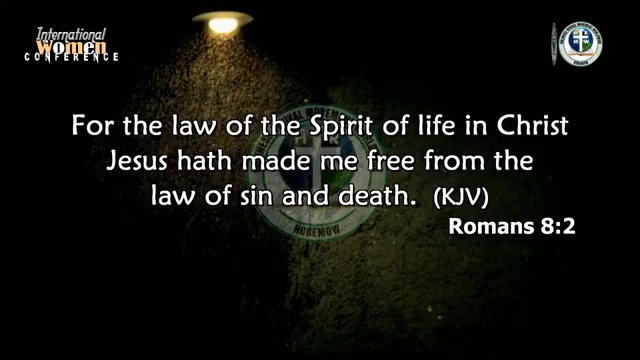 International
Women
CONFERENCE
For the law of the Spirit of life in Christ
Jesus hath made me free from the
law of sin and death. (KJV)
Romans 8:2
HOREMOW